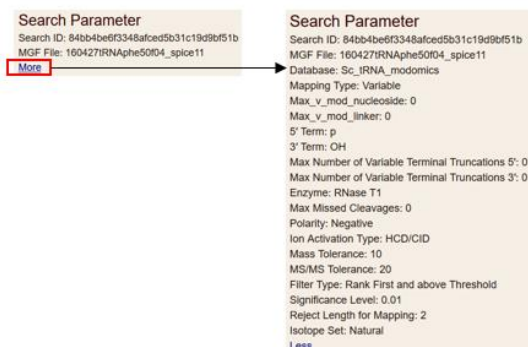 Search Parameter
Search ID: 84bb4be6f3348afced5b31c19d9bf51b
MGF File: 160427tRNAphe50f04_spice11
More
Search Parameter
Search ID: 84bb4be6f3348afced5b31c19d9bf51b
MGF File: 160427tRNAphe50f04_spice11
Database: Sc_tRNA_modomics
Mapping Type: Variable
Max_v_mod_nucleoside: 0
Max_v_mod_linker: 0
5' Term: p
3' Term: OH
Max Number of Variable Terminal Truncations 5': 0
Max Number of Variable Terminal Truncations 3': 0
Enzyme: RNase T1
Max Missed Cleavages: 0
Polarity: Negative
Ion Activation Type: HCD/CID
Mass Tolerance: 10
MS/MS Tolerance: 20
Filter Type: Rank First and above Threshold
Significance Level: 0.01
Reject Length for Mapping: 2
Isotope Set: Natural
Less